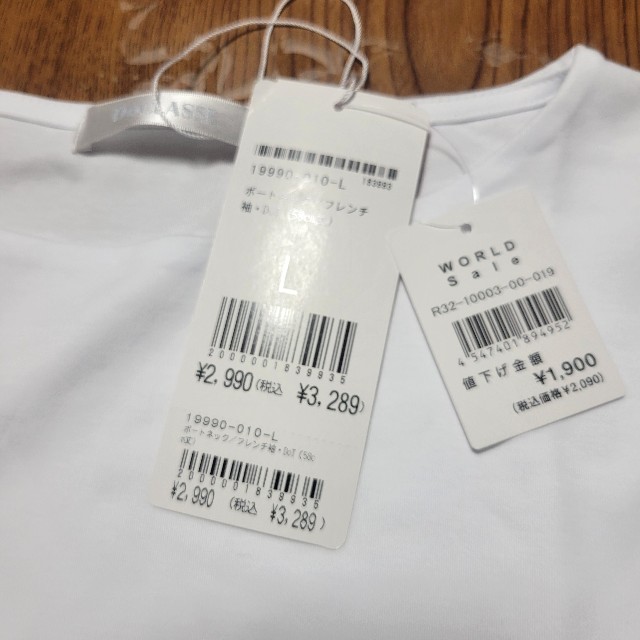 19990-010-L
183993
ボートネック/フレンチ
袖・
L
2000001839935
¥2,990(税込 ¥3,289)
19990-010-L
ボートネック/フレンチ袖・
2000001839935
¥2,990 (税込 ¥3,289)
WORLD
Sale
R32-10003-00-019
4547401894952
値下げ金額
¥1,900
(税込価格¥2,090)